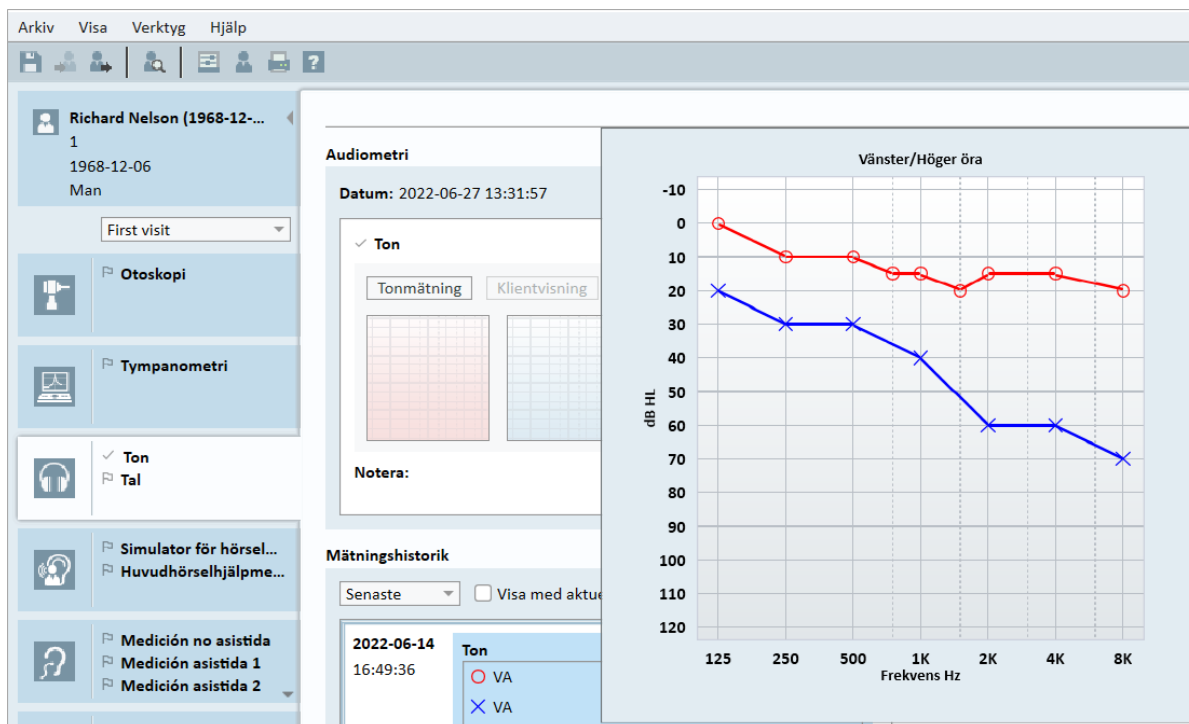 Arkiv Visa Verktyg Hjälp
Richard Nelson (1968-12-...
1
1968-12-06
Man
First visit
Otoskopi
Tympanometri
Ton
Tal
Simulator för hörsel...
Huvudhörselhjälpme...
Medición no asistida
Medición asistida 1
Medición asistida 2
Audiometri
Datum: 2022-06-27 13:31:57
Ton
Tonmätning Klientvisning
Notera:
Mätningshistorik
Senaste Visa med aktue
2022-06-14
16:49:36
Ton
VA
VA
Vänster/Höger öra
dB HL
-10
0
10
20
30
40
50
60
70
80
90
100
110
120
125 250 500 1K 2K 4K 8K
Frekvens Hz